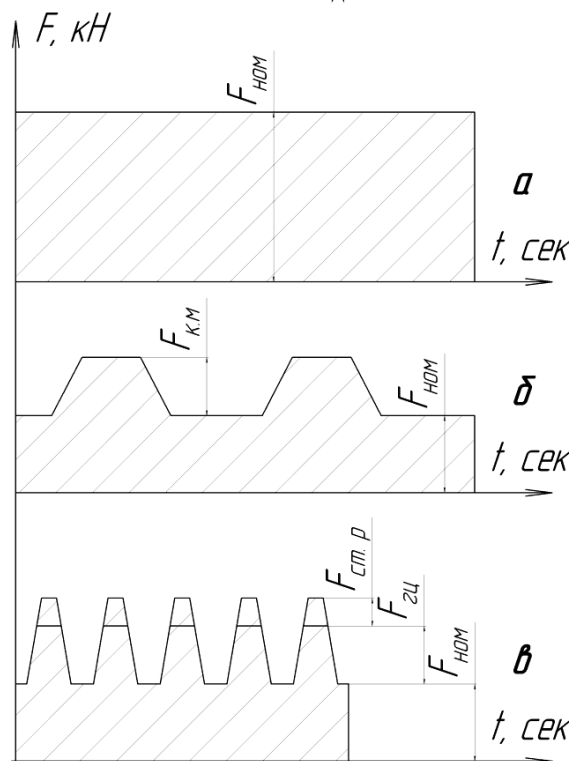 F, кН
Fном
а
t, сек
Fк.м
Fном
б
t, сек
Fст. р
Fгц
Fном
в
t, сек